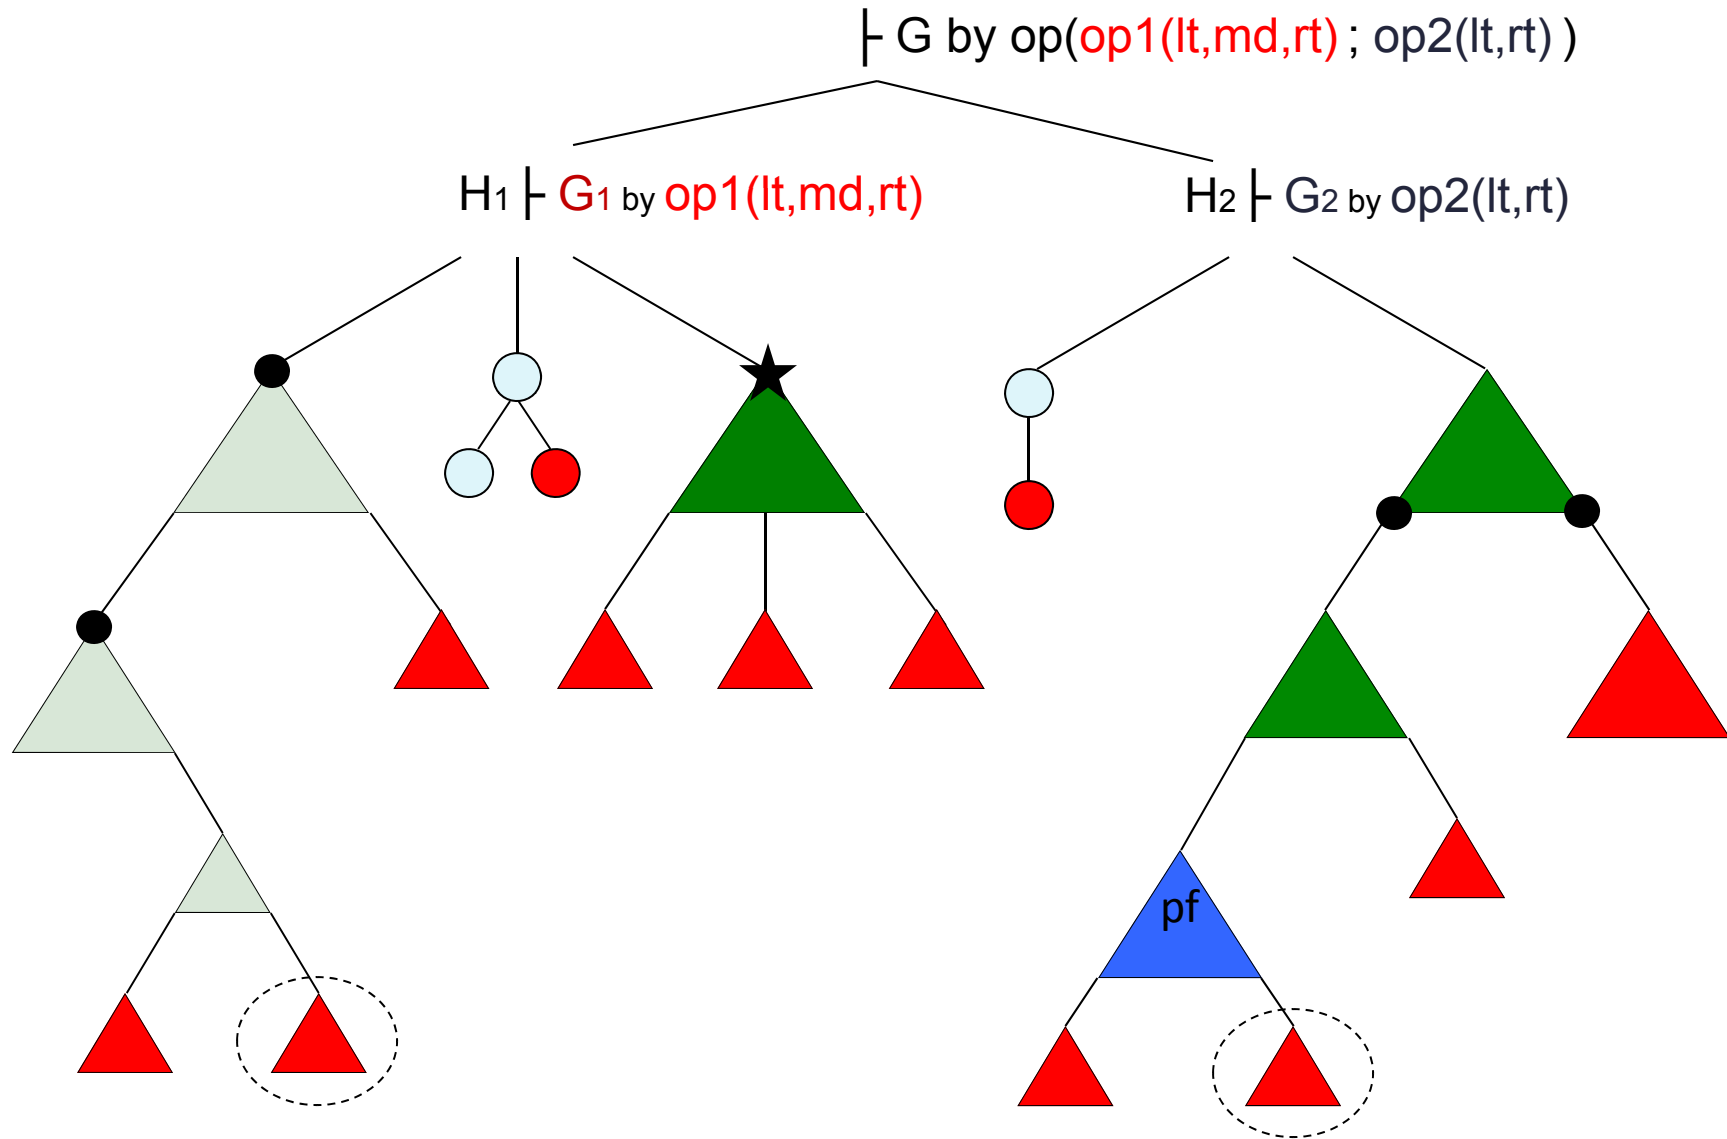 ├ G by op(op1(lt,md,rt) ; op2(lt,rt) )
H1 ├ G1 by op1(lt,md,rt)
H2 ├ G2 by op2(lt,rt)
pf